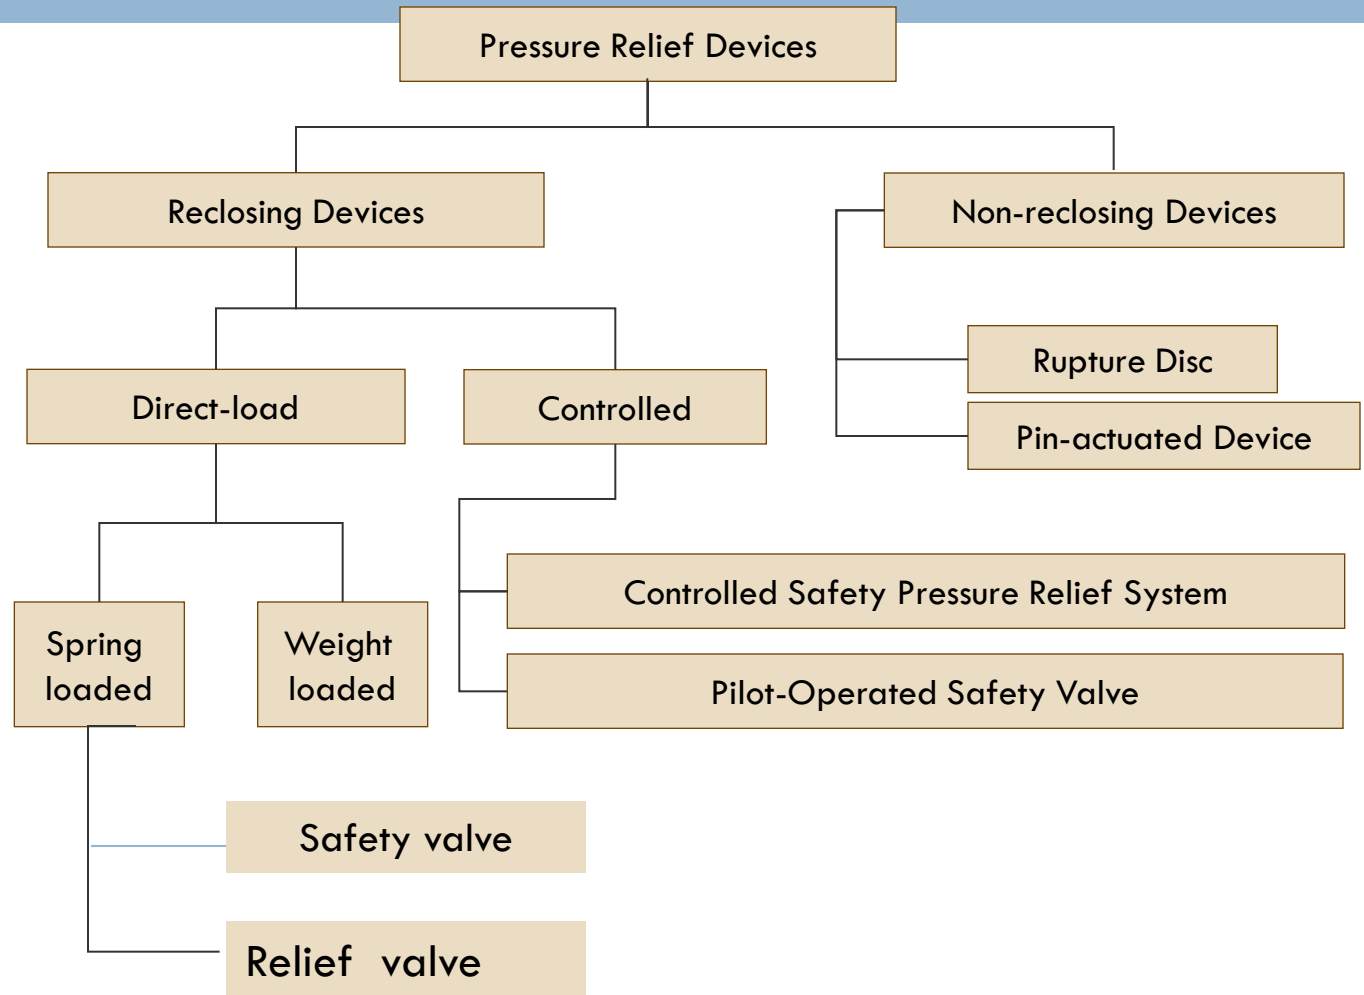 Pressure Relief Devices
Reclosing Devices
Non-reclosing Devices
Rupture Disc
Direct-load
Controlled
Pin-actuated Device
Controlled Safety Pressure Relief System
Spring
loaded
Weight
loaded
Pilot-Operated Safety Valve
Safety valve
Relief valve